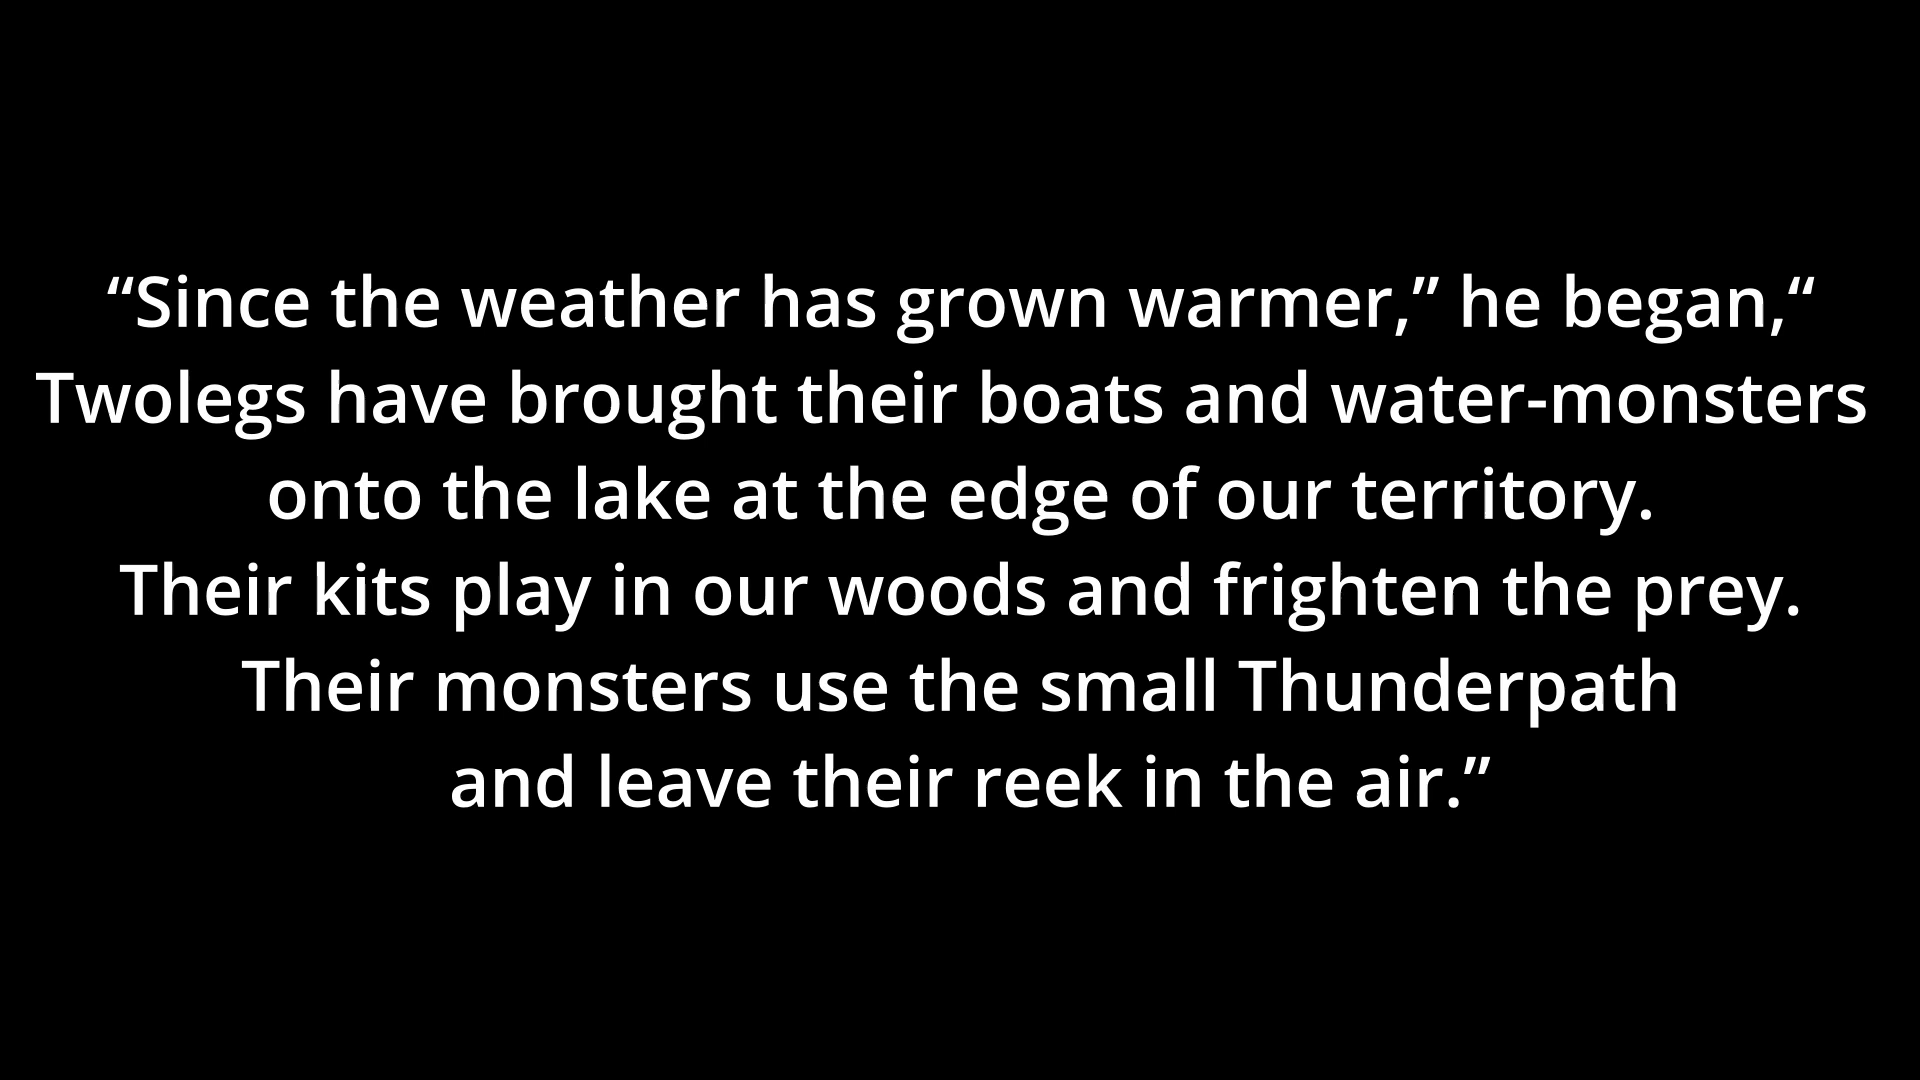 “Since the weather has grown warmer,” he began,“
Twolegs have brought their boats and water-monsters
onto the lake at the edge of our territory.
Their kits play in our woods and frighten the prey.
Their monsters use the small Thunderpath
and leave their reek in the air.”